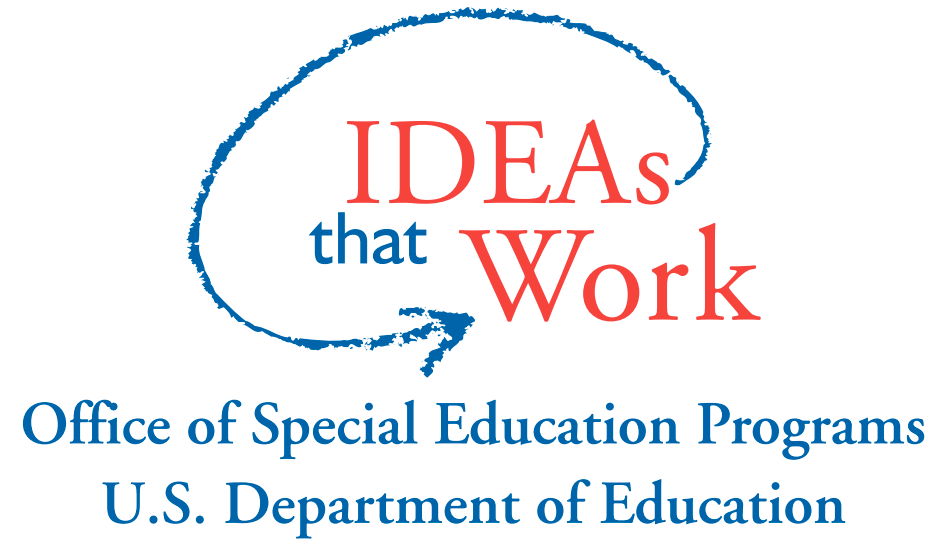 IDEAs
that Work
Office of Special Education Programs
U.S. Department of Education